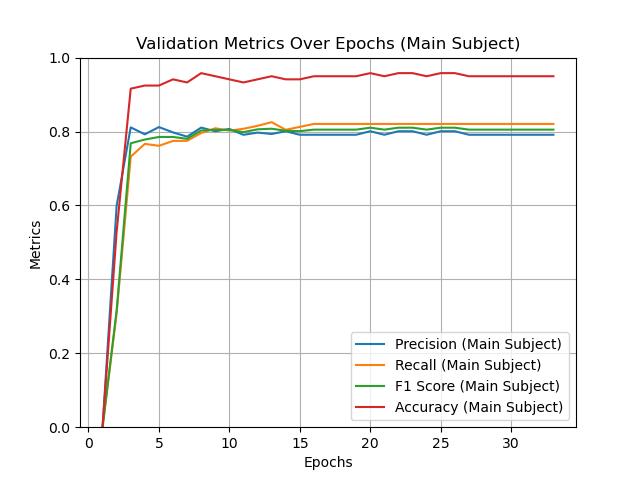 Validation Metrics Over Epochs (Main Subject)
1.0
0.8
0.6
0.4
0.2
0.0
Metrics
0
5
10
15
20
25
30
Epochs
Precision (Main Subject)
Recall (Main Subject)
F1 Score (Main Subject)
Accuracy (Main Subject)